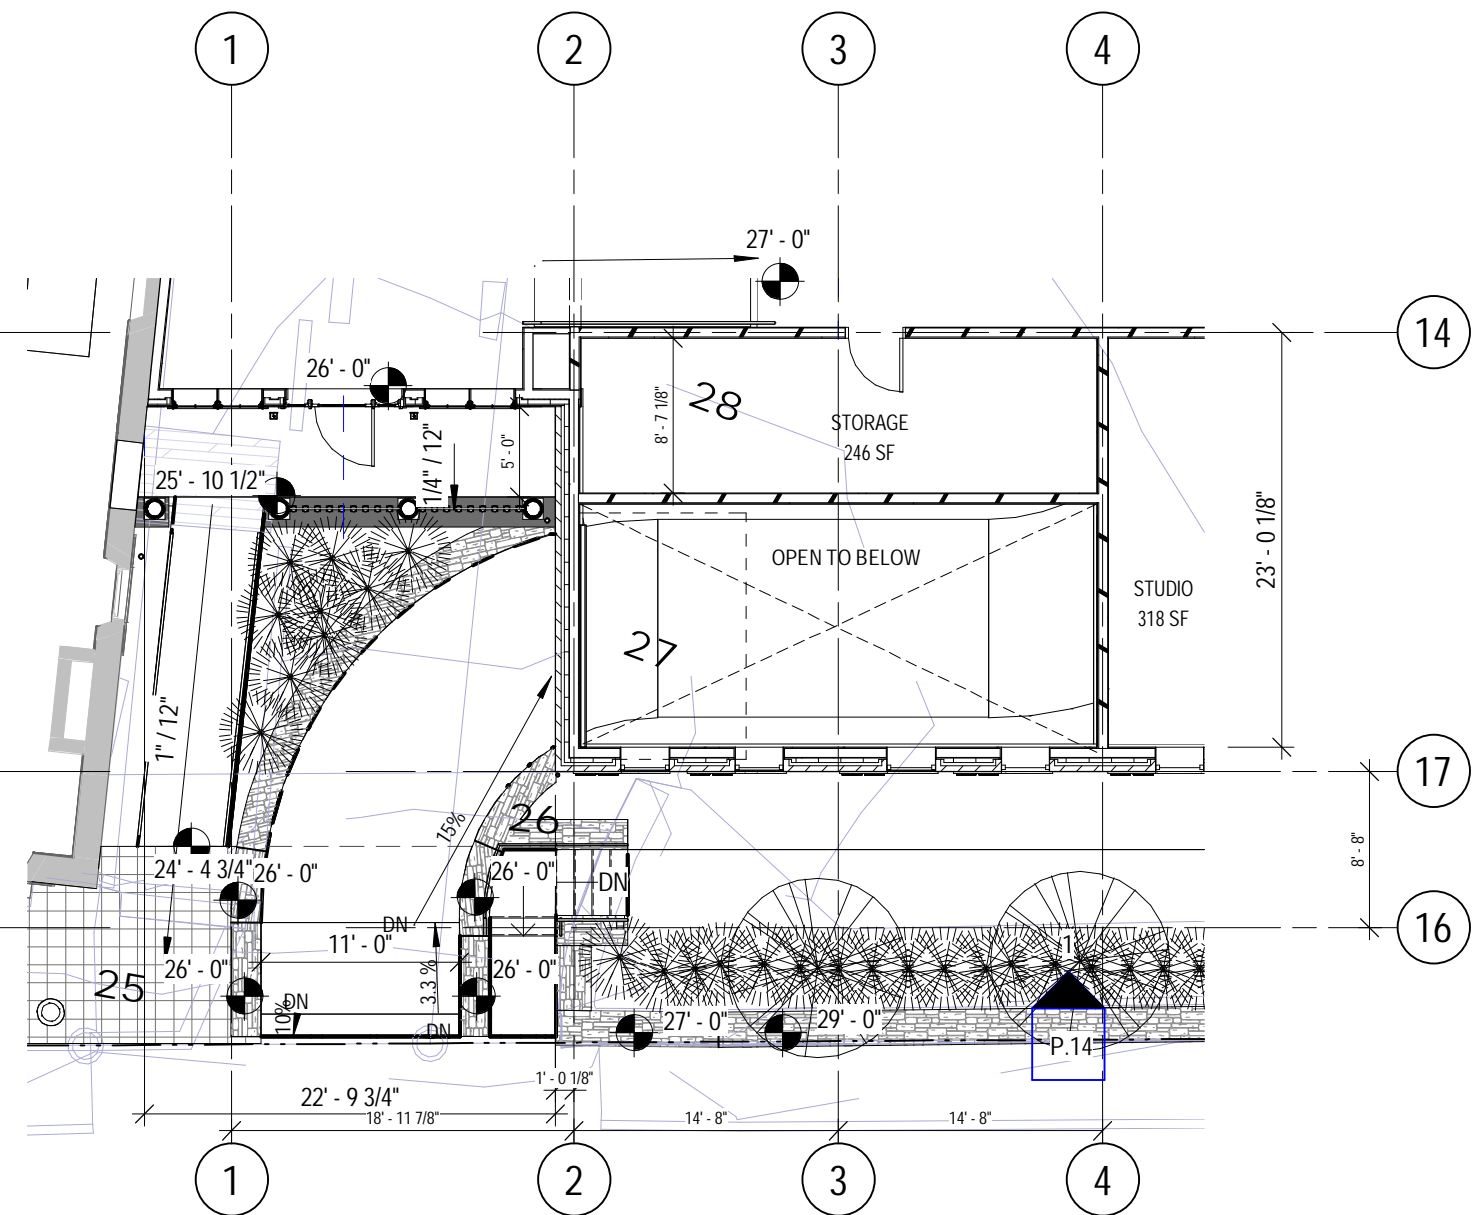 1
2
3
4
27' - 0"
14
26' - 0"
28
STORAGE
246 SF
8' - 7 1/8"
5' - 0"
1/4" / 12"
25' - 10 1/2"
OPEN TO BELOW
23' - 0 1/8"
STUDIO
318 SF
27
1" / 12"
17
15%
26
8' - 8"
24' - 4 3/4"
26' - 0"
26' - 0"
DN
DN
16
11' - 0"
26' - 0"
26' - 0"
3.3 %
1
25
DN
10%
DN
27' - 0"
29' - 0"
P.14
1' - 0 1/8"
22' - 9 3/4"
18' - 11 7/8"
14' - 8"
14' - 8"
1
2
3
4